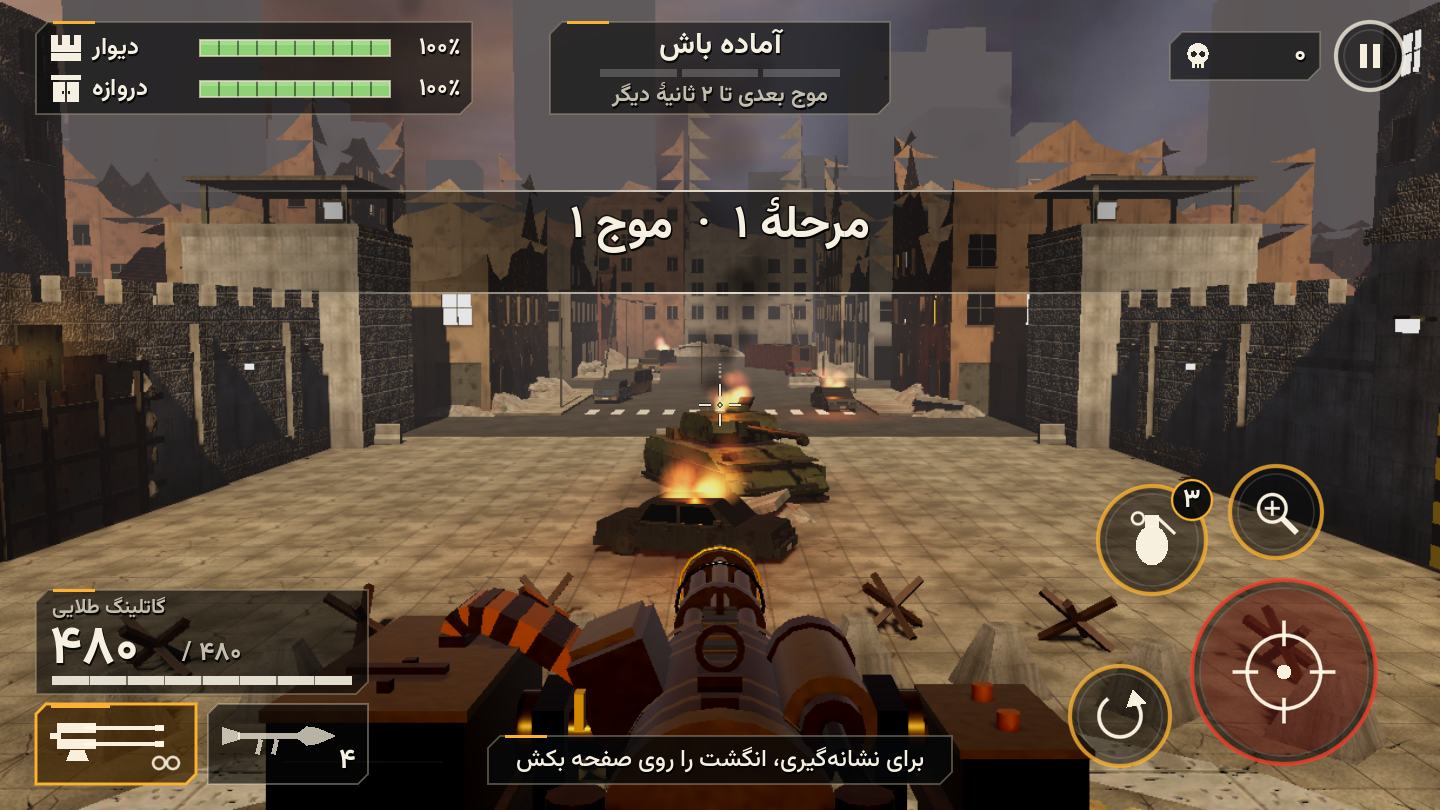 دیوار ۱۰۰٪
دروازه ۱۰۰٪
آماده باش
موج بعدی تا ۲ ثانیهٔ دیگر
۰
مرحلهٔ ۱ · موج ۱
۳
گاتلینگ طلایی
۴۸۰ / ۴۸۰
∞
۴
برای نشانه‌گیری، انگشت را روی صفحه بکش